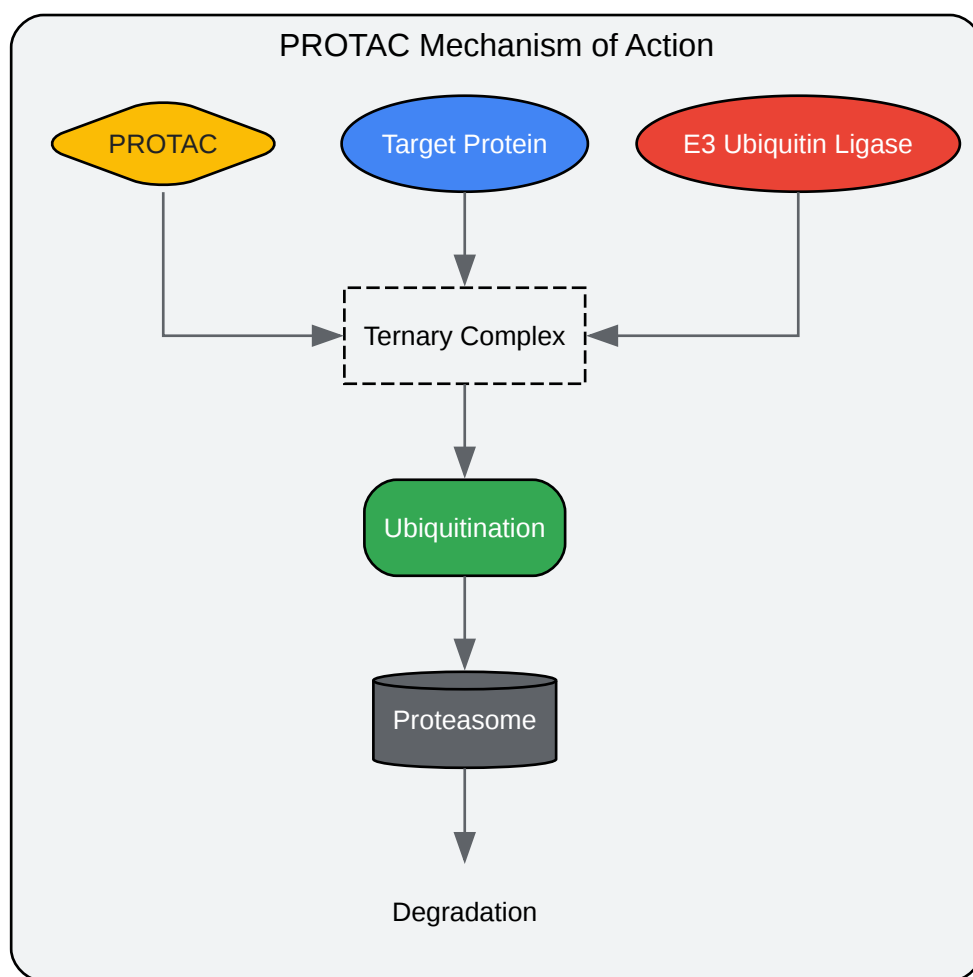 PROTAC Mechanism of Action
PROTAC
Target Protein
E3 Ubiquitin Ligase
Ternary Complex
Ubiquitination
Proteasome
Degradation